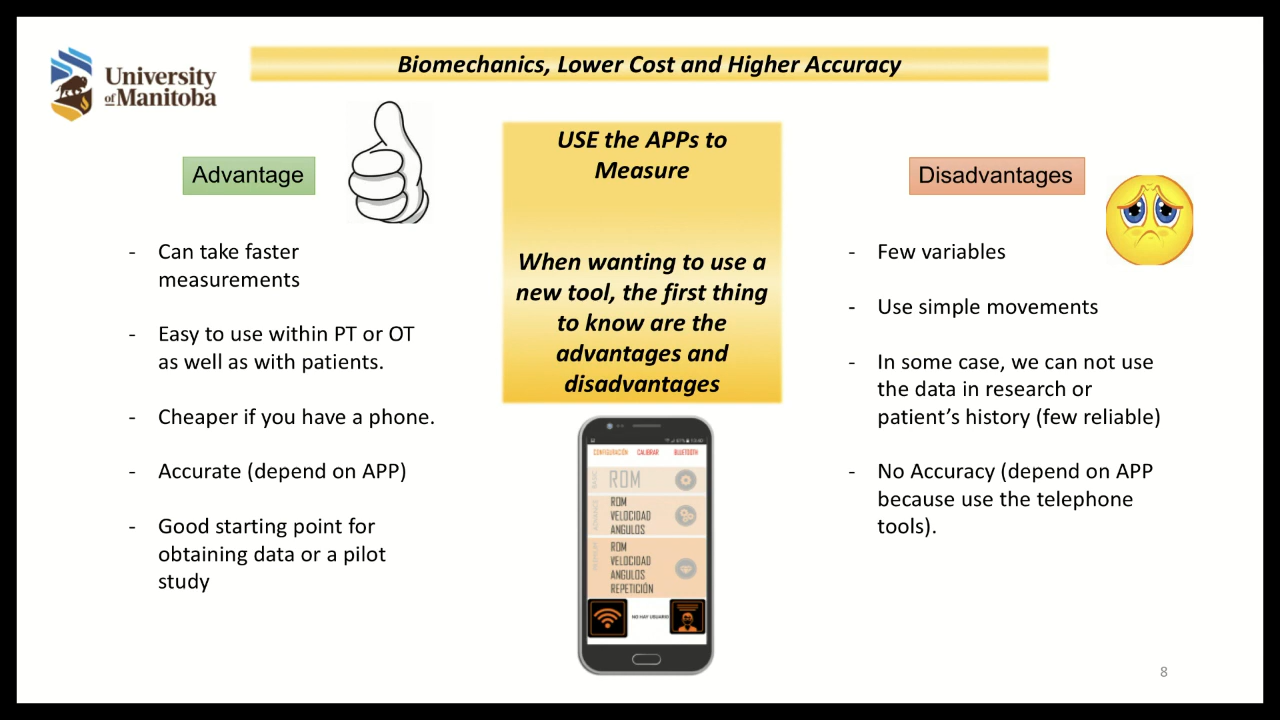 University
of Manitoba
Biomechanics, Lower Cost and Higher Accuracy
Advantage
- Can take faster
measurements
- Easy to use within PT or OT
as well as with patients.
- Cheaper if you have a phone.
- Accurate (depend on APP)
- Good starting point for
obtaining data or a pilot
study
USE the APPs to
Measure
When wanting to use a
new tool, the first thing
to know are the
advantages and
disadvantages
CONFIGURACIÓN CALIBRAR BLUETOOTH
BASIC
ROM
ADVANCE
ROM
VELOCIDAD
ANGULOS
ROM
VELOCIDAD
ANGULOS
REPETICIÓN
NO HAY USUARIO
Disadvantages
- Few variables
- Use simple movements
- In some case, we can not use
the data in research or
patient’s history (few reliable)
- No Accuracy (depend on APP
because use the telephone
tools).
8